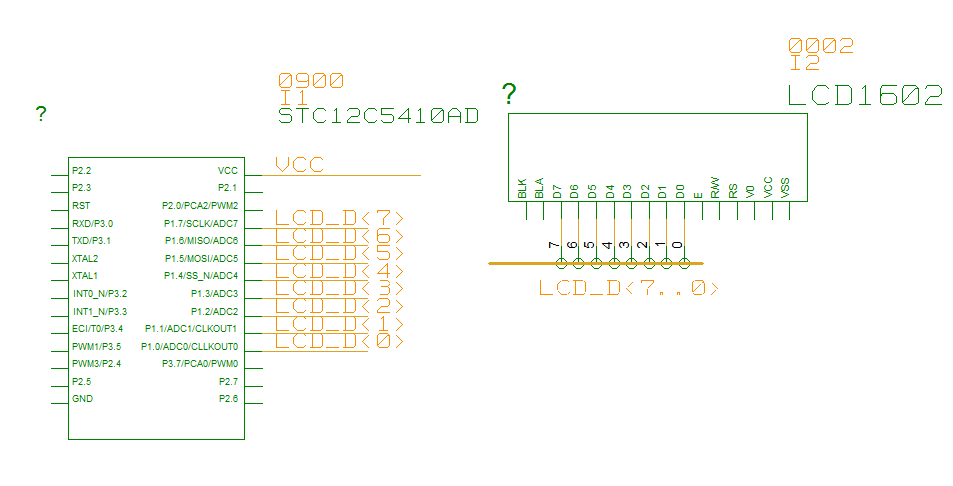 ?
0900
I1
STC12C5410AD
P2.2
P2.3
RST
RXD/P3.0
TXD/P3.1
XTAL2
XTAL1
INT0_N/P3.2
INT1_N/P3.3
ECI/T0/P3.4
PWM1/P3.5
PWM3/P2.4
P2.5
GND
VCC
P2.1
P2.0/PCA2/PWM2
P1.7/SCLK/ADC7
P1.6/MISO/ADC6
P1.5/MOSI/ADC5
P1.4/SS_N/ADC4
P1.3/ADC3
P1.2/ADC2
P1.1/ADC1/CLKOUT1
P1.0/ADC0/CLLKOUT0
P3.7/PCA0/PWM0
P2.7
P2.6
VCC
LCD_D<7>
LCD_D<6>
LCD_D<5>
LCD_D<4>
LCD_D<3>
LCD_D<2>
LCD_D<1>
LCD_D<0>
0002
I2
?
LCD1602
BLK
BLA
D7
D6
D5
D4
D3
D2
D1
D0
E
R/W
RS
V0
VCC
VSS
7
6
5
4
3
2
1
0
LCD_D<7..0>